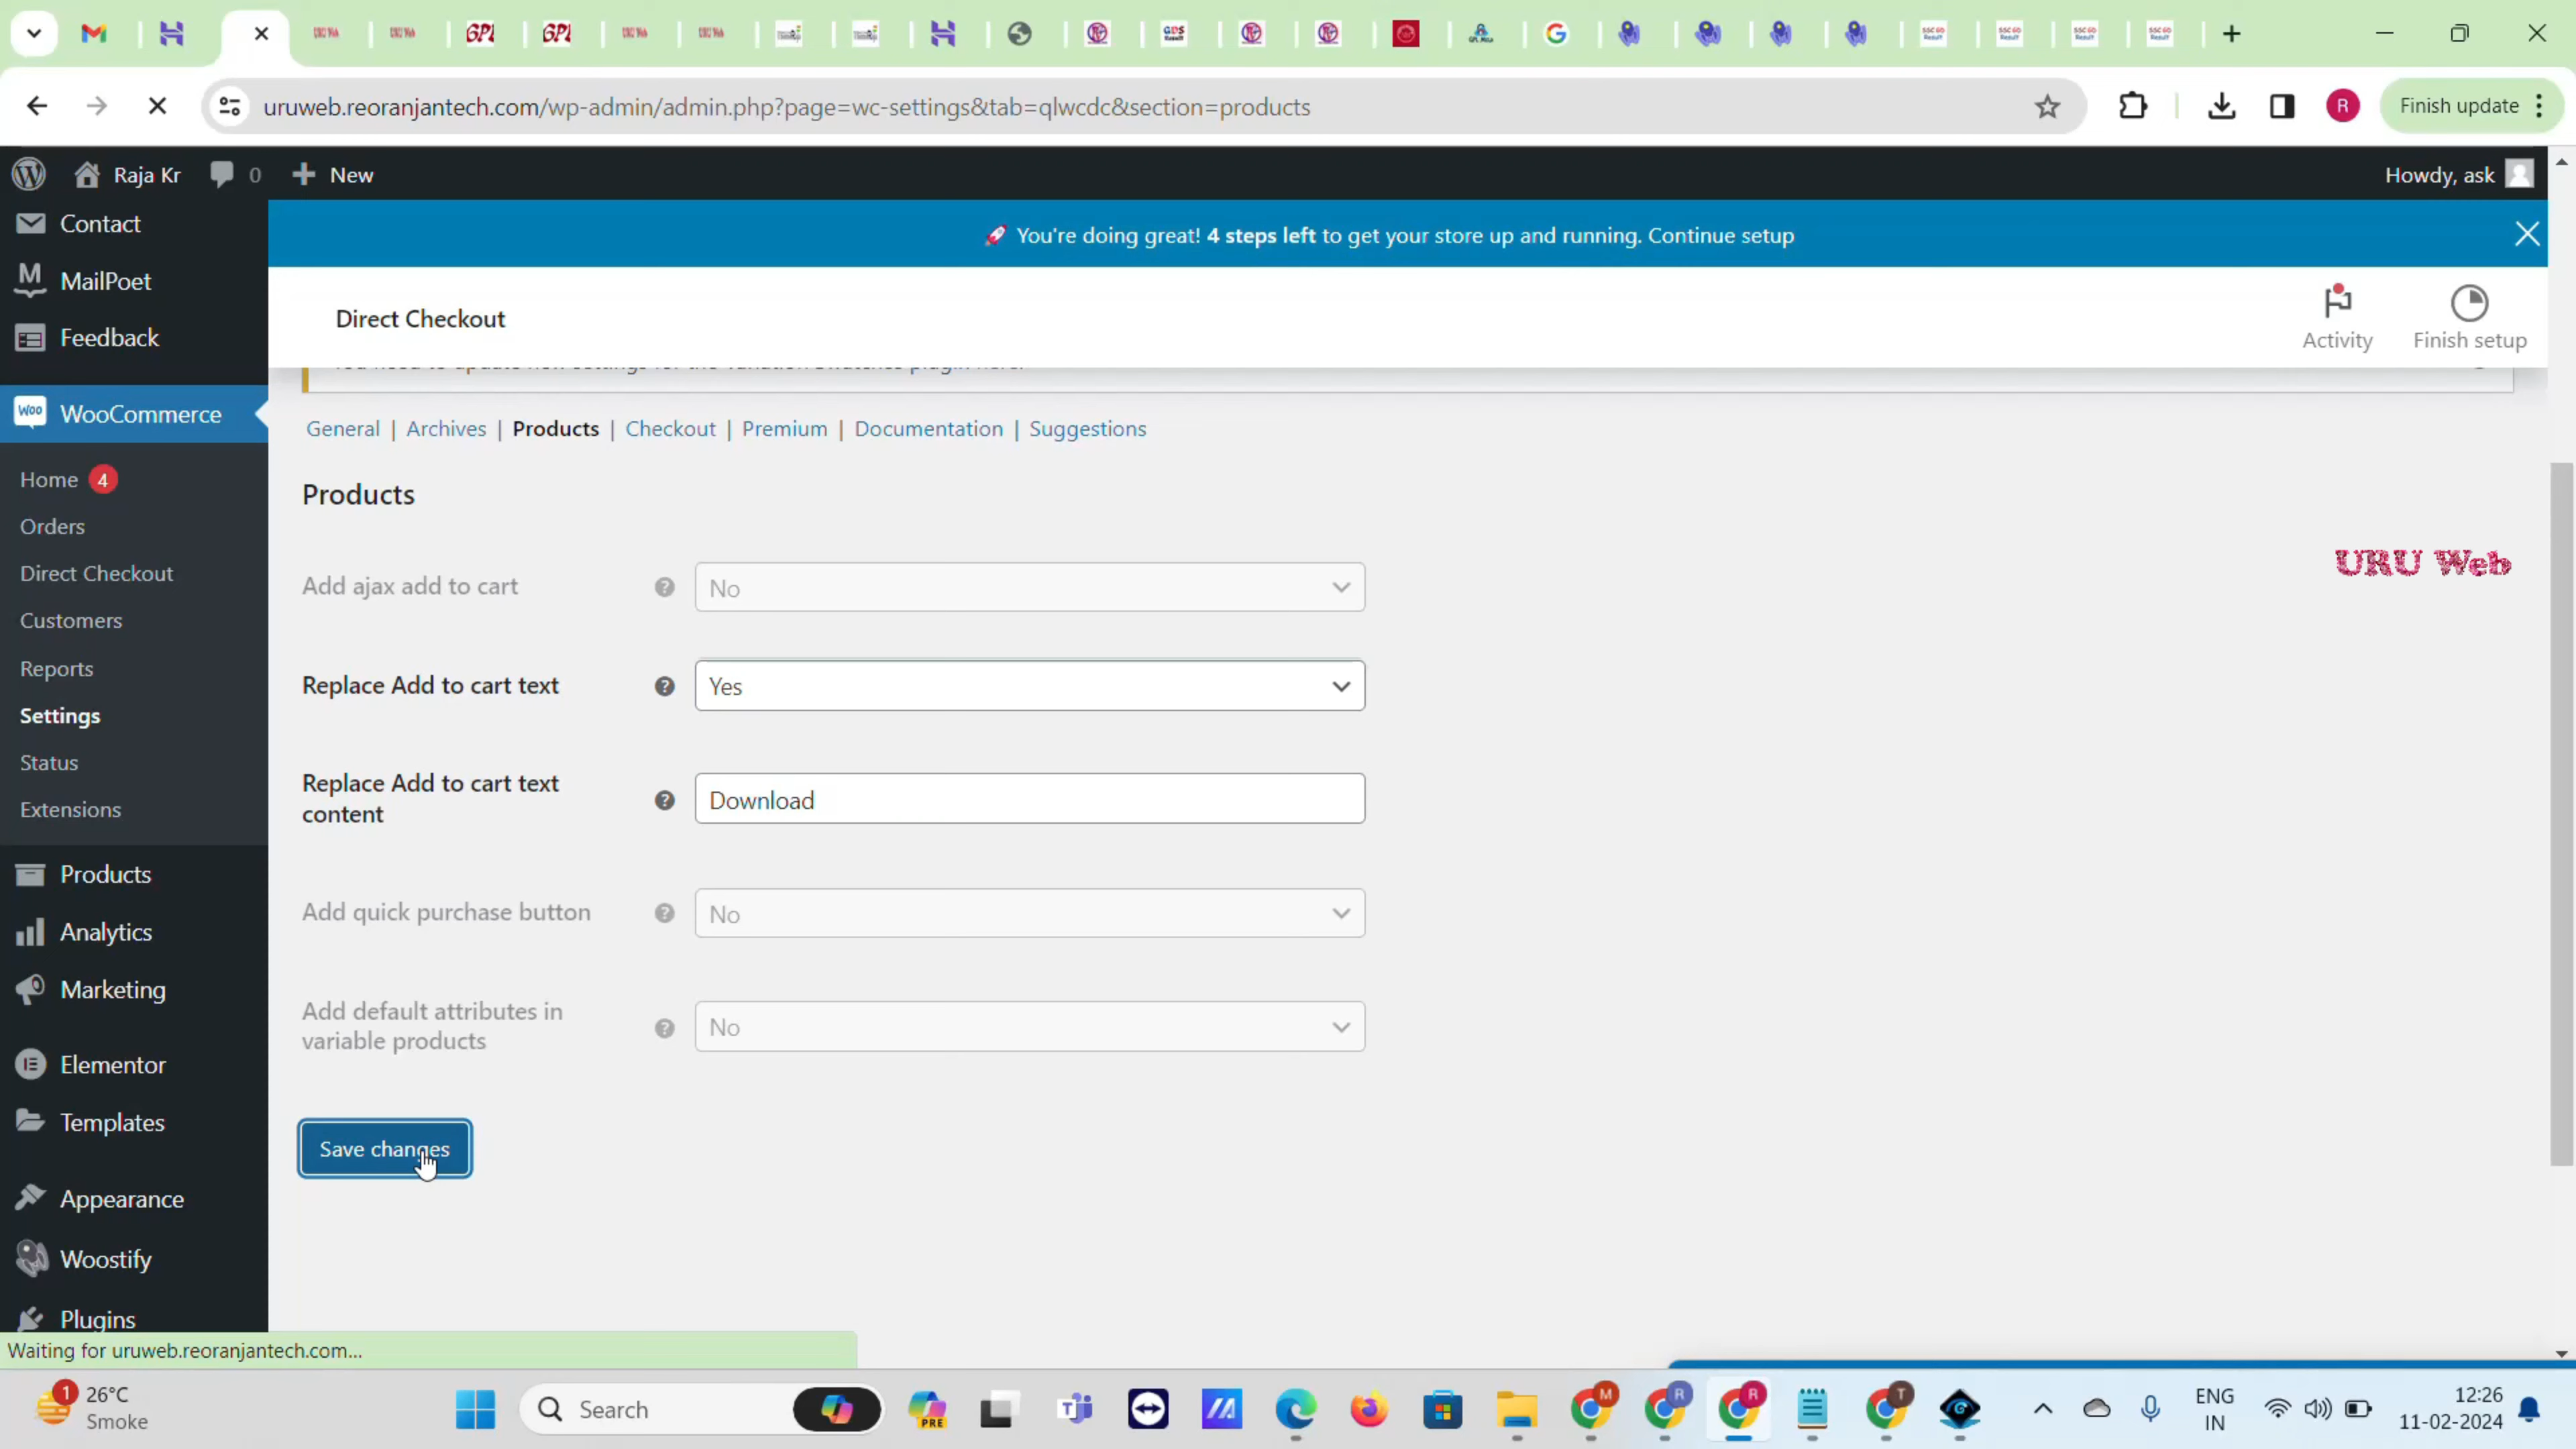 uruweb.reoranjantech.com/wp-admin/admin.php?page=wc-settings&tab=qlwcdc&section=products
Finish update
Raja Kr
0
New
Howdy, ask
Contact
MailPoet
Feedback
WooCommerce
Home 4
Orders
Direct Checkout
Customers
Reports
Settings
Status
Extensions
Products
Analytics
Marketing
Elementor
Templates
Appearance
Woostify
Plugins
You're doing great! 4 steps left to get your store up and running. Continue setup
Direct Checkout
Activity
Finish setup
General | Archives | Products | Checkout | Premium | Documentation | Suggestions
Products
URU Web
Add ajax add to cart
No
Replace Add to cart text
Yes
Replace Add to cart text
content
Download
Add quick purchase button
No
Add default attributes in
variable products
No
Save changes
Waiting for uruweb.reoranjantech.com...
1
26°C
Smoke
Search
PRE
ENG
IN
12:26
11-02-2024